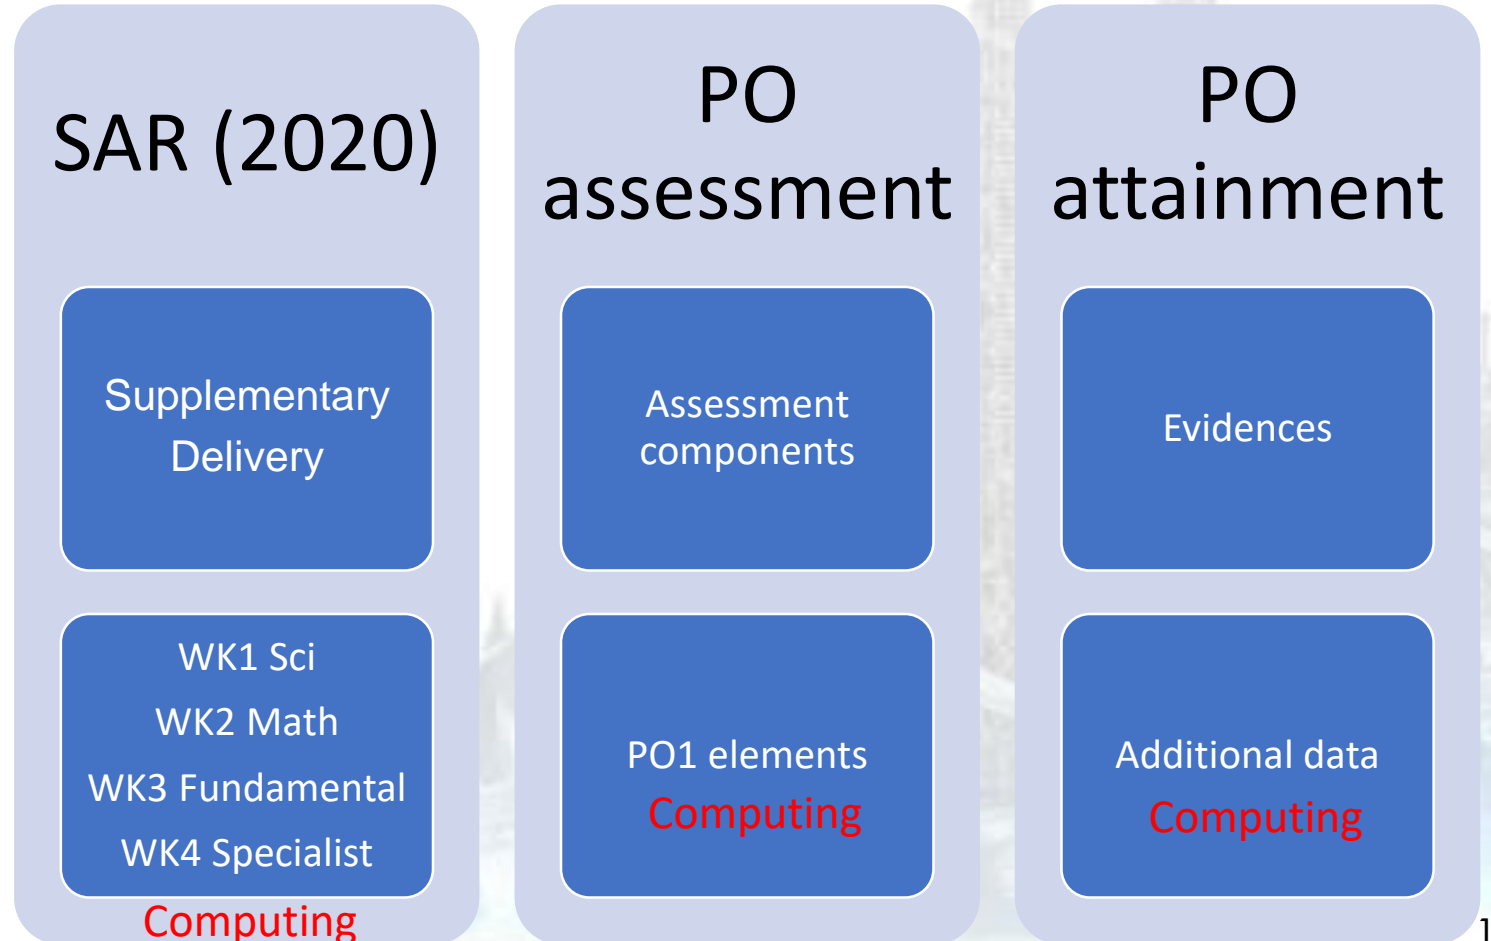 SAR (2020)
Supplementary
Delivery
WK1 Sci
WK2 Math
WK3 Fundamental
WK4 Specialist
Computing
PO
assessment
Assessment
components
PO1 elements
Computing
PO
attainment
Evidences
Additional data
Computing
1